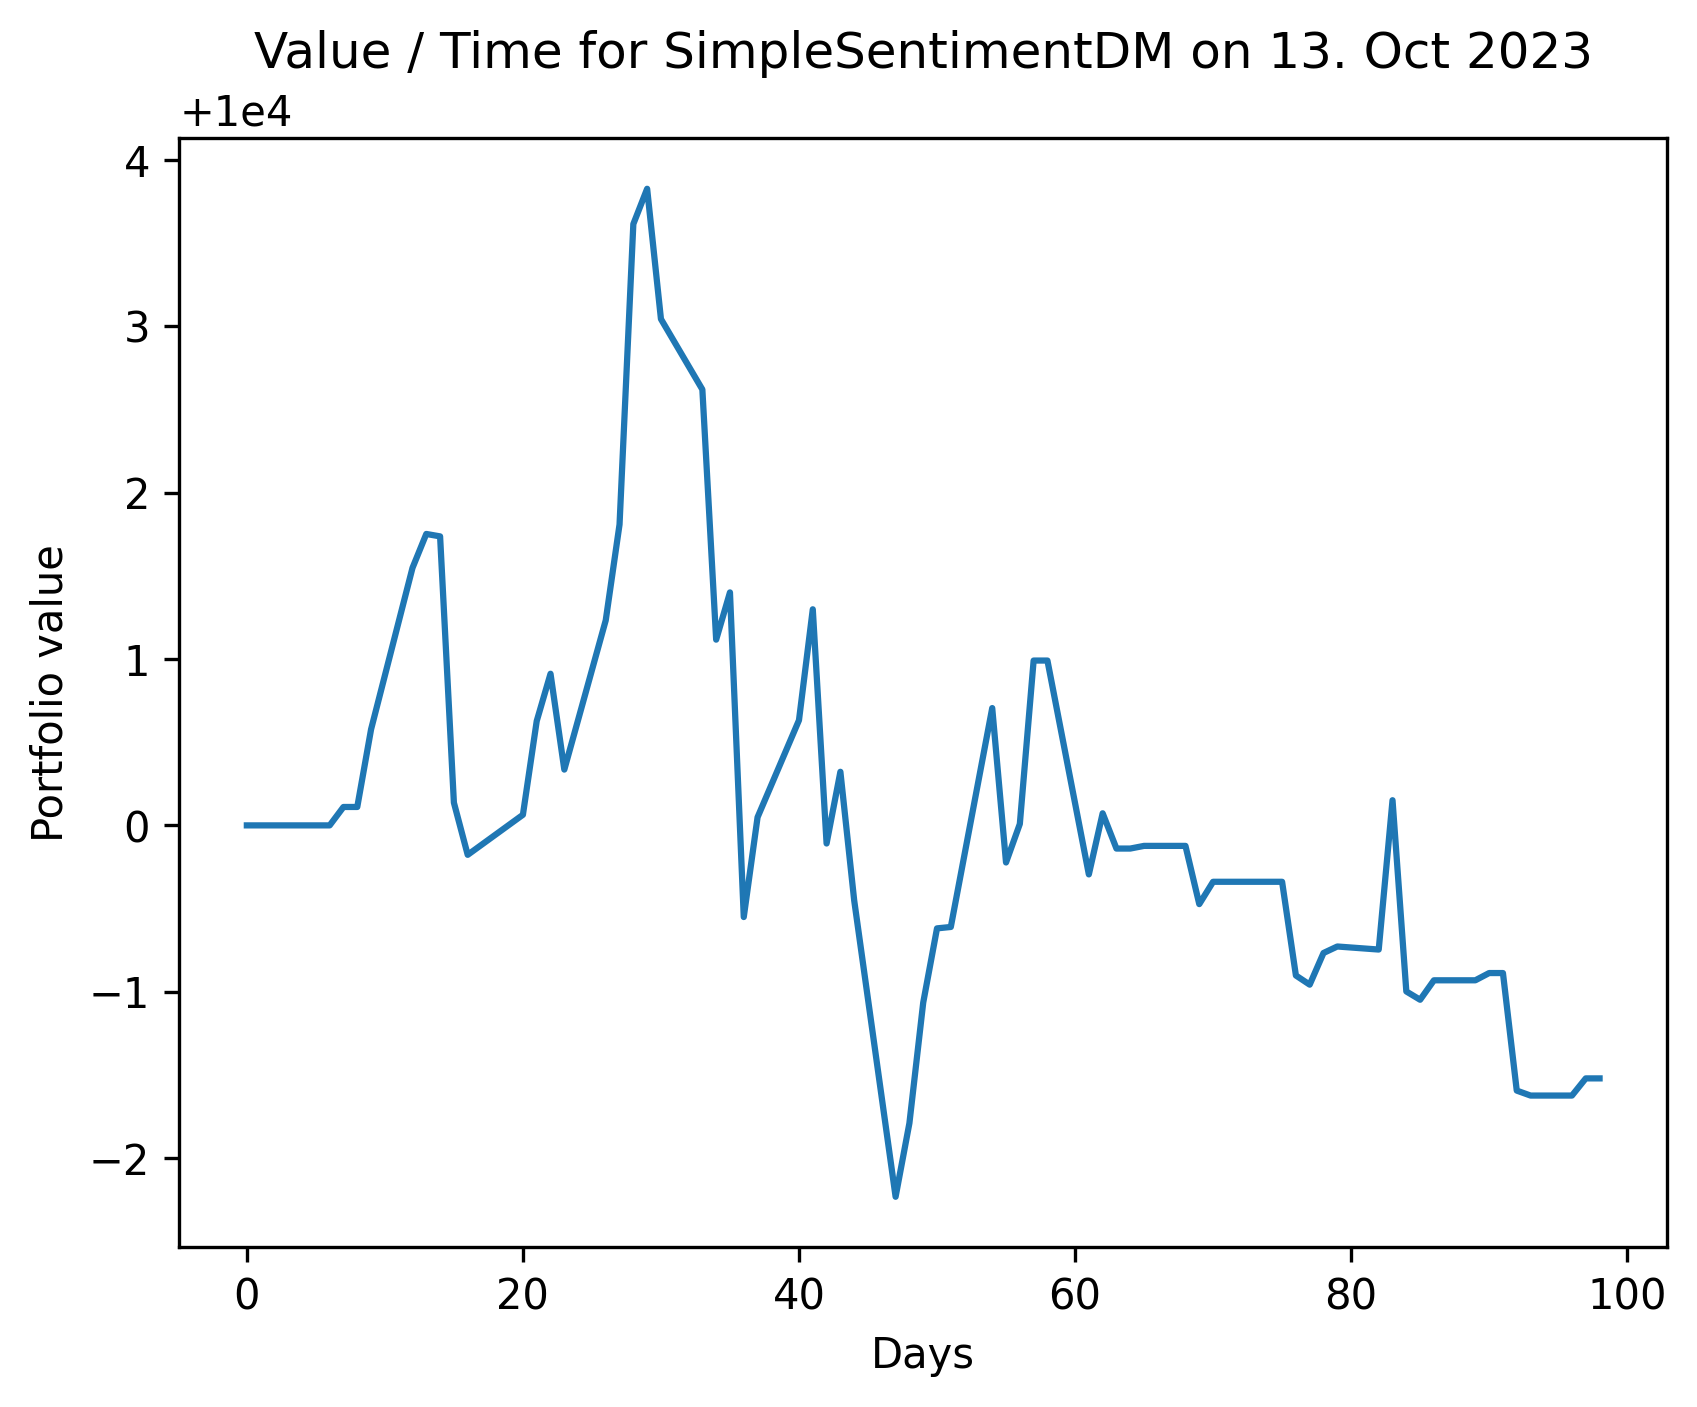 Value / Time for SimpleSentimentDM on 13. Oct 2023
+1e4
4
3
2
1
0
−1
−2
Portfolio value
0 20 40 60 80 100
Days